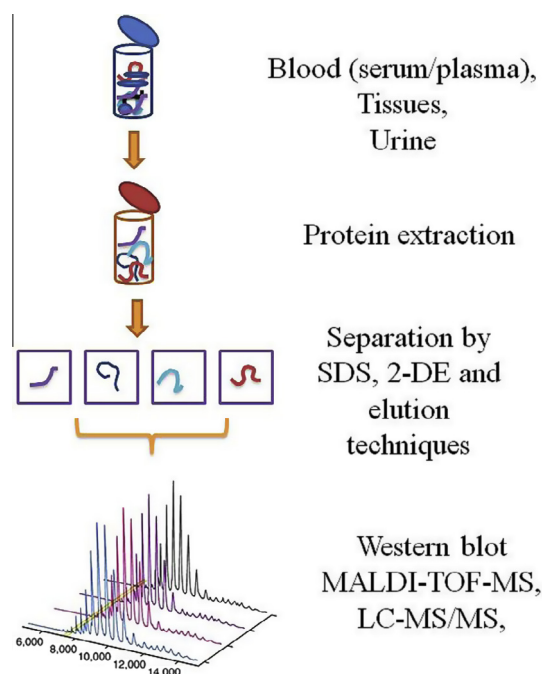 Blood (serum/plasma),
Tissues,
Urine
Protein extraction
Separation by
SDS, 2-DE and
elution
techniques
Western blot
MALDI-TOF-MS,
LC-MS/MS,
6,000
8,000
10,000
12,000
14,000